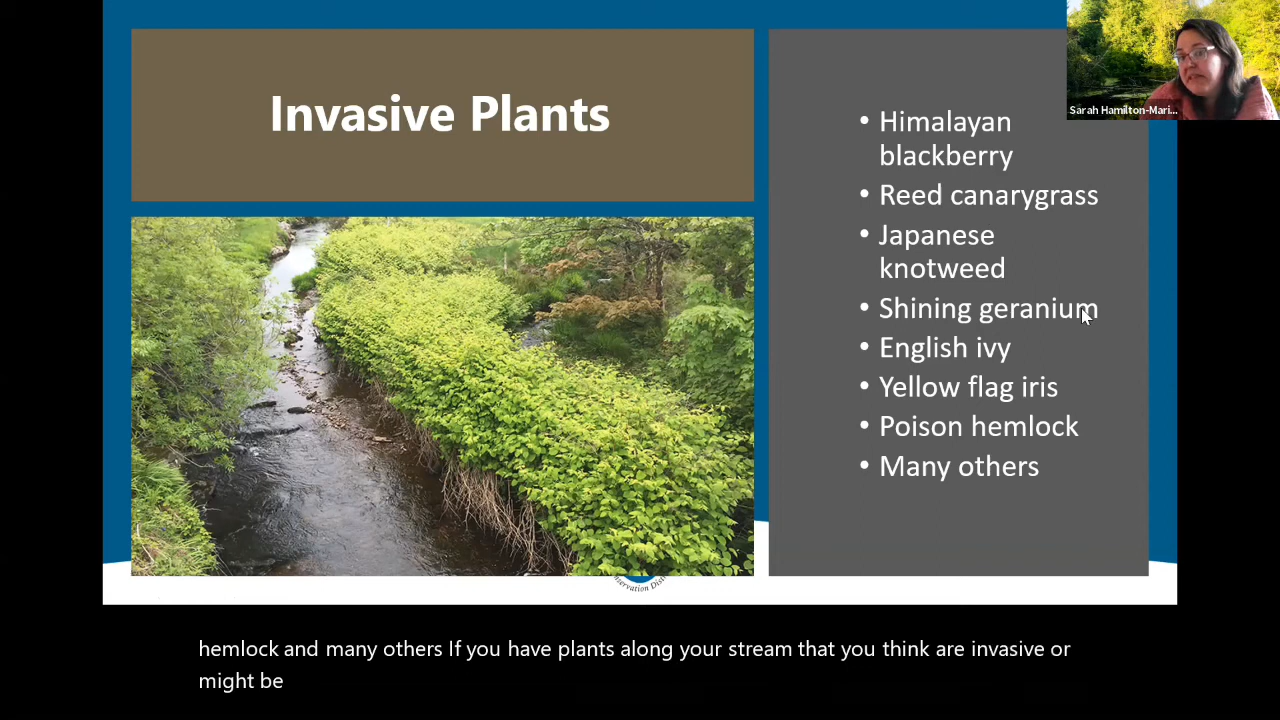 Invasive Plants
Sarah Hamilton-Mari...
• Himalayan
blackberry
• Reed canarygrass
• Japanese
knotweed
• Shining geranium
• English ivy
• Yellow flag iris
• Poison hemlock
• Many others
hemlock and many others If you have plants along your stream that you think are invasive or
might be